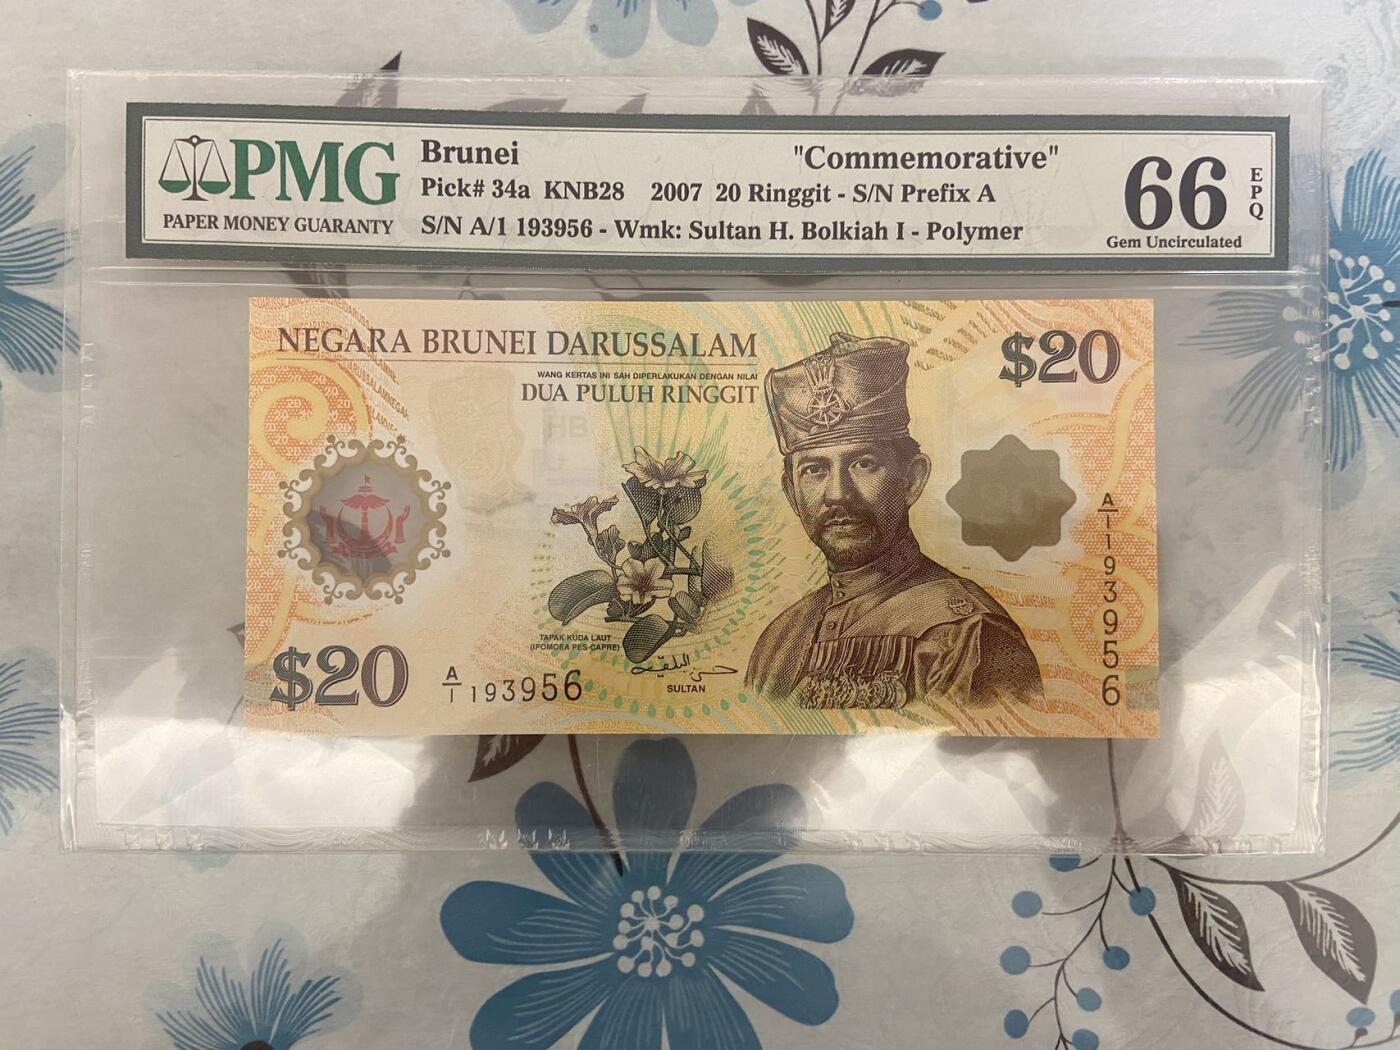 PMG
PAPER MONEY GUARANTY
Brunei "Commemorative"
Pick# 34a KNB28 2007 20 Ringgit - S/N Prefix A
S/N A/1 193956 - Wmk: Sultan H. Bolkiah I - Polymer
66
EPQ
Gem Uncirculated
NEGARA BRUNEI DARUSSALAM
$20
WANG KERTAS INI SAH DIPERLAKUKAN DENGAN NILAI
DUA PULUH RINGGIT
A/1 193956
TAPAK KUDA LAUT
(IPOMOEA PES-CAPRE)
SULTAN
$20
A/1 193956